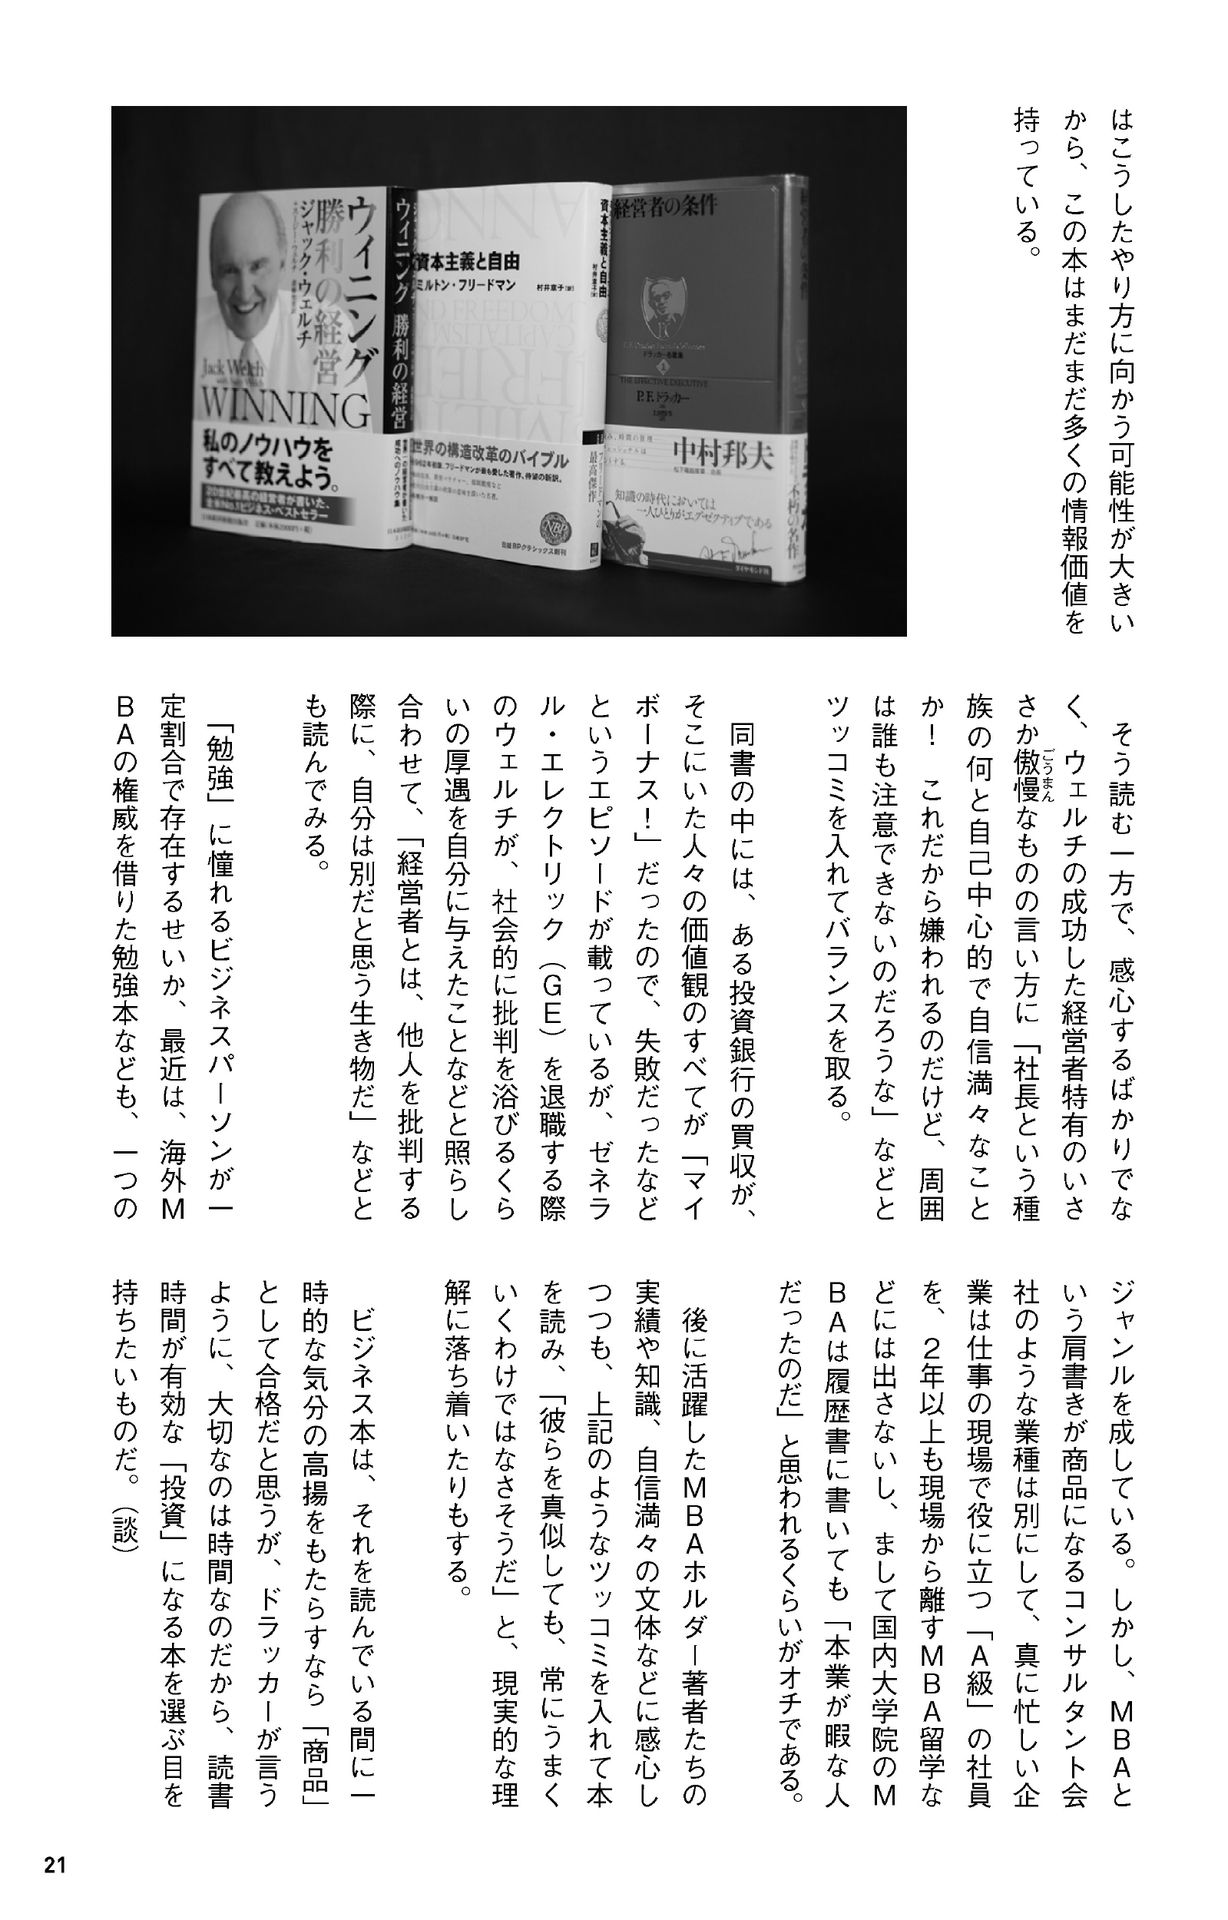 はこうしたやり方に向かう可能性が大きい
から、この本はまだまだ多くの情報価値を
持っている。
ウィニング
勝利の経営
ジャック・ウェルチ
Jack Welch
WINNING
私のノウハウを
すべて教えよう。
20世紀最高の経営者が書いた、
全米No.1ビジネス・ベストセラー
ウイニング 勝利の経営
資本主義と自由
ミルトン・フリードマン
村井章子[訳]
世界の構造改革のバイブル
日経BPクラシックス創刊
資本主義と自由
村井章子[訳]
最高傑作
経営者の条件
ドラッカー名著集
1
THE EFFECTIVE EXECUTIVE
P.F.ドラッカー
中村邦夫
知識の時代においては
一人ひとりがエグゼクティブである
ダイヤモンド社
不朽の名作
そう読む一方で、感心するばかりでな
く、ウェルチの成功した経営者特有のいさ
さか傲慢なものの言い方に「社長という種
ごうまん
族の何と自己中心的で自信満々なこと
か！　これだから嫌われるのだけど、周囲
は誰も注意できないのだろうな」などと
ツッコミを入れてバランスを取る。
同書の中には、ある投資銀行の買収が、
そこにいた人々の価値観のすべてが「マイ
ボーナス！」だったので、失敗だったなど
というエピソードが載っているが、ゼネラ
ル・エレクトリック（GE）を退職する際
のウェルチが、社会的に批判を浴びるくら
いの厚遇を自分に与えたことなどと照らし
合わせて、「経営者とは、他人を批判する
際に、自分は別だと思う生き物だ」などと
も読んでみる。
「勉強」に憧れるビジネスパーソンが一
定割合で存在するせいか、最近は、海外M
BAの権威を借りた勉強本なども、一つの
ジャンルを成している。しかし、MBAと
いう肩書きが商品になるコンサルタント会
社のような業種は別にして、真に忙しい企
業は仕事の現場で役に立つ「A級」の社員
を、2年以上も現場から離すMBA留学な
どには出さないし、まして国内大学院のM
BAは履歴書に書いても「本業が暇な人
だったのだ」と思われるくらいがオチである。
後に活躍したMBAホルダー著者たちの
実績や知識、自信満々の文体などに感心し
つつも、上記のようなツッコミを入れて本
を読み、「彼らを真似しても、常にうまく
いくわけではなさそうだ」と、現実的な理
解に落ち着いたりもする。
ビジネス本は、それを読んでいる間に一
時的な気分の高揚をもたらすなら「商品」
として合格だと思うが、ドラッカーが言う
ように、大切なのは時間なのだから、読書
時間が有効な「投資」になる本を選ぶ目を
持ちたいものだ。（談）
21